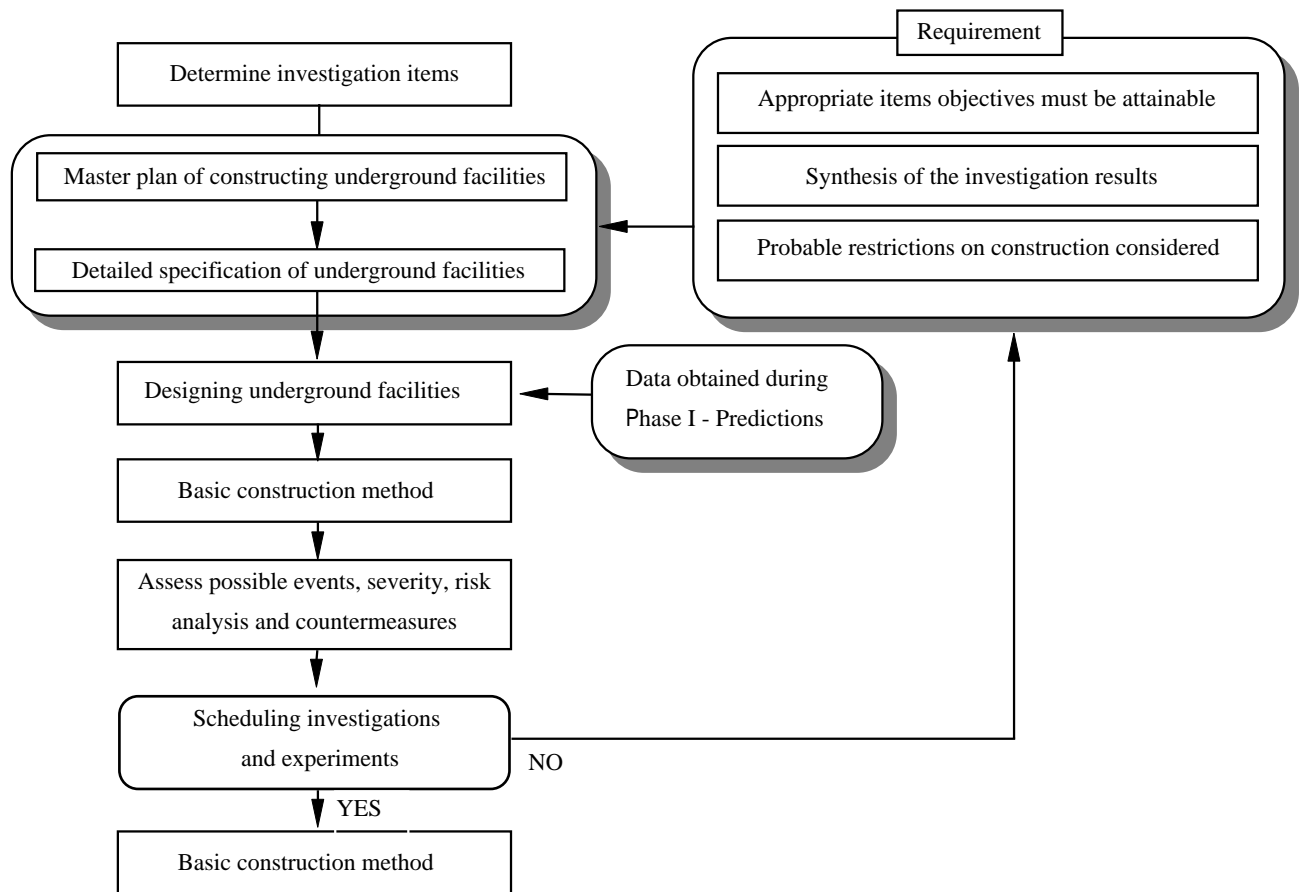 Requirement
Determine investigation items
Appropriate items objectives must be attainable
Master plan of constructing underground facilities
Synthesis of the investigation results
Detailed specification of underground facilities
Probable restrictions on construction considered
Designing underground facilities
Data obtained during
Phase I - Predictions
Basic construction method
Assess possible events, severity, risk
analysis and countermeasures
Scheduling investigations
and experiments
NO
YES
Basic construction method